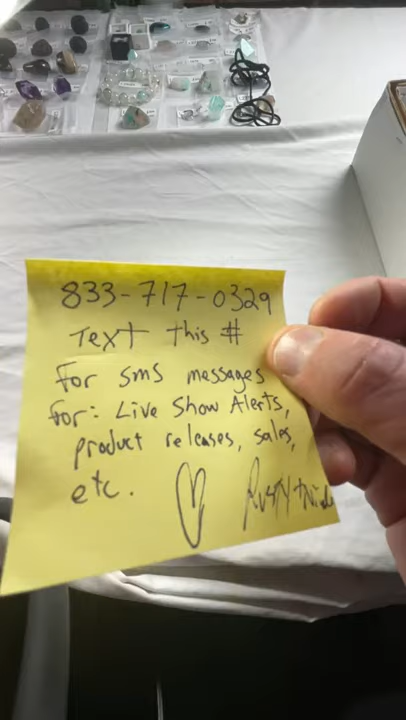 833-717-0329
Text this #
For SMS messages
for: Live Show Alerts,
product releases, sales,
etc.